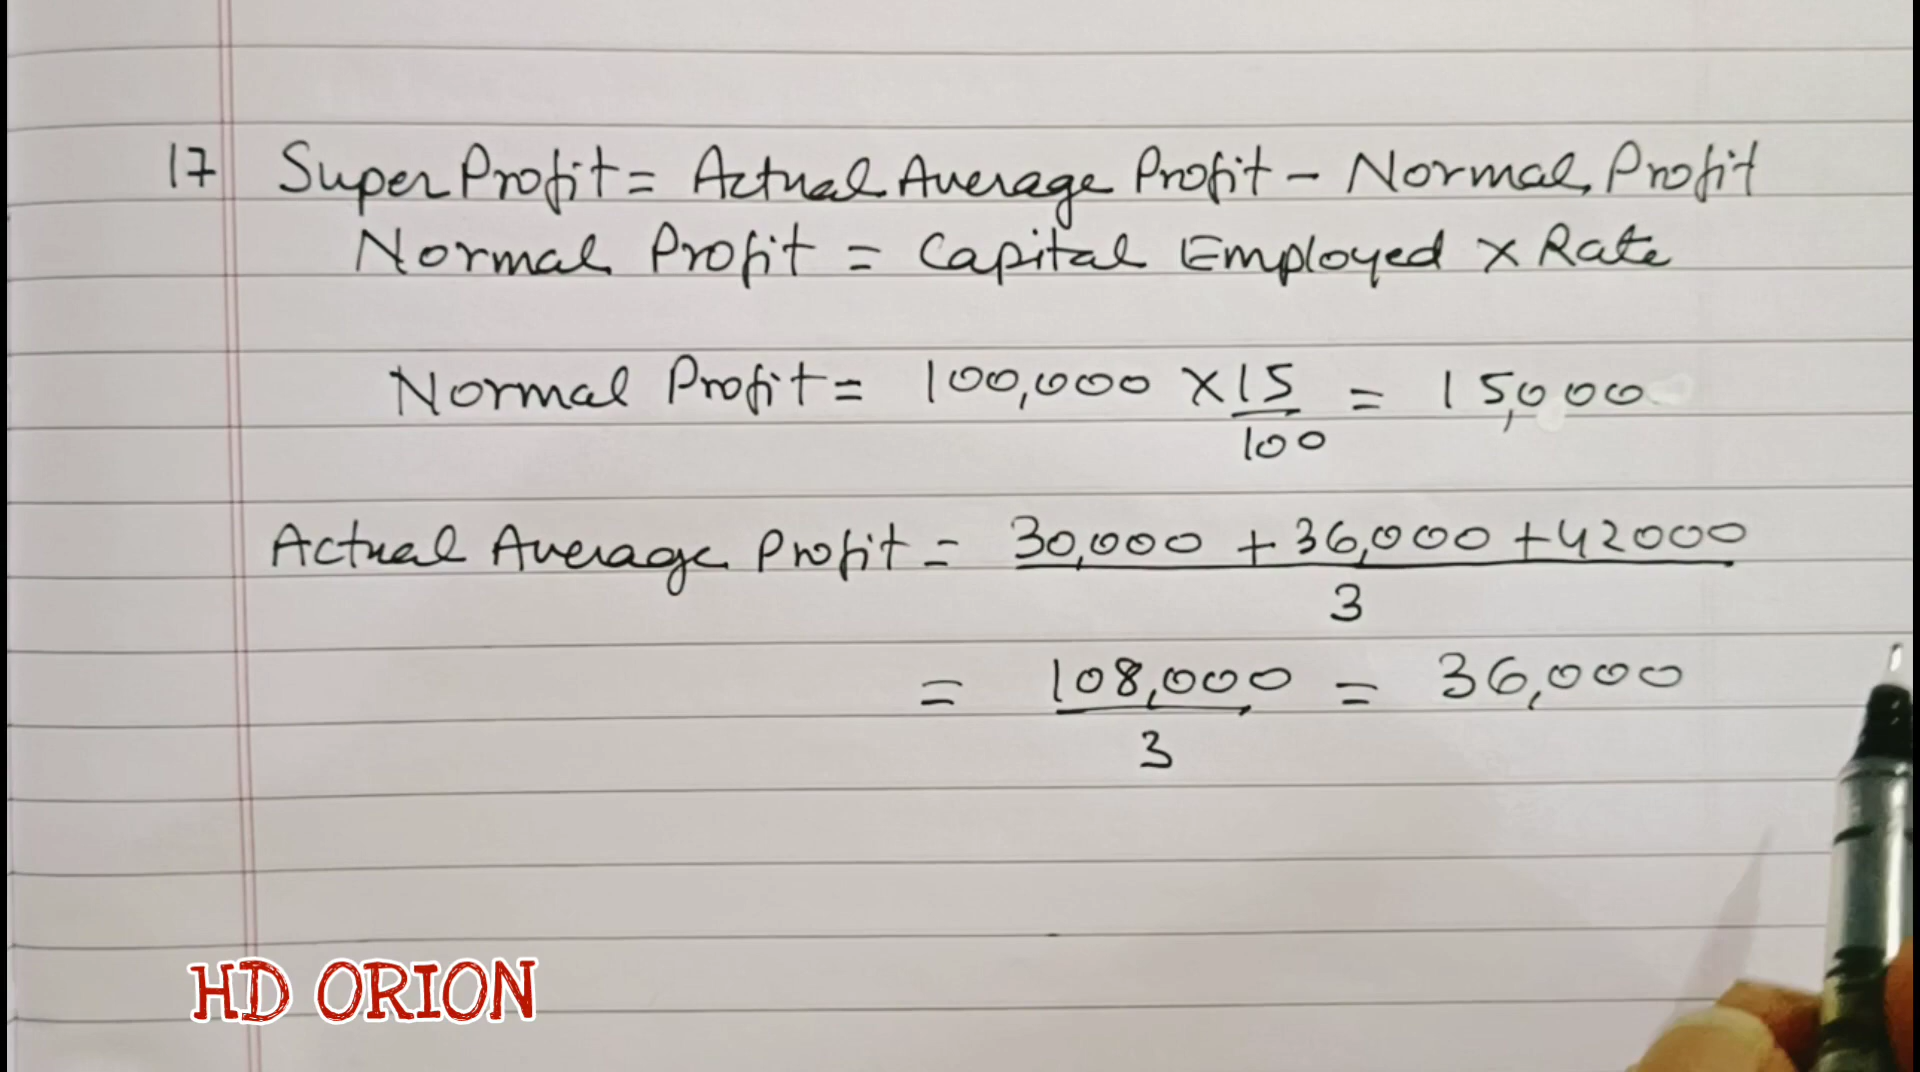 17 Super Profit = Actual Average Profit - Normal Profit
Normal Profit = Capital Employed × Rate
Normal Profit = 100,000 × 15/100 = 15,000
Actual Average Profit = 30,000 + 36,000 + 42000
3
= 108,000/3 = 36,000
HD ORION